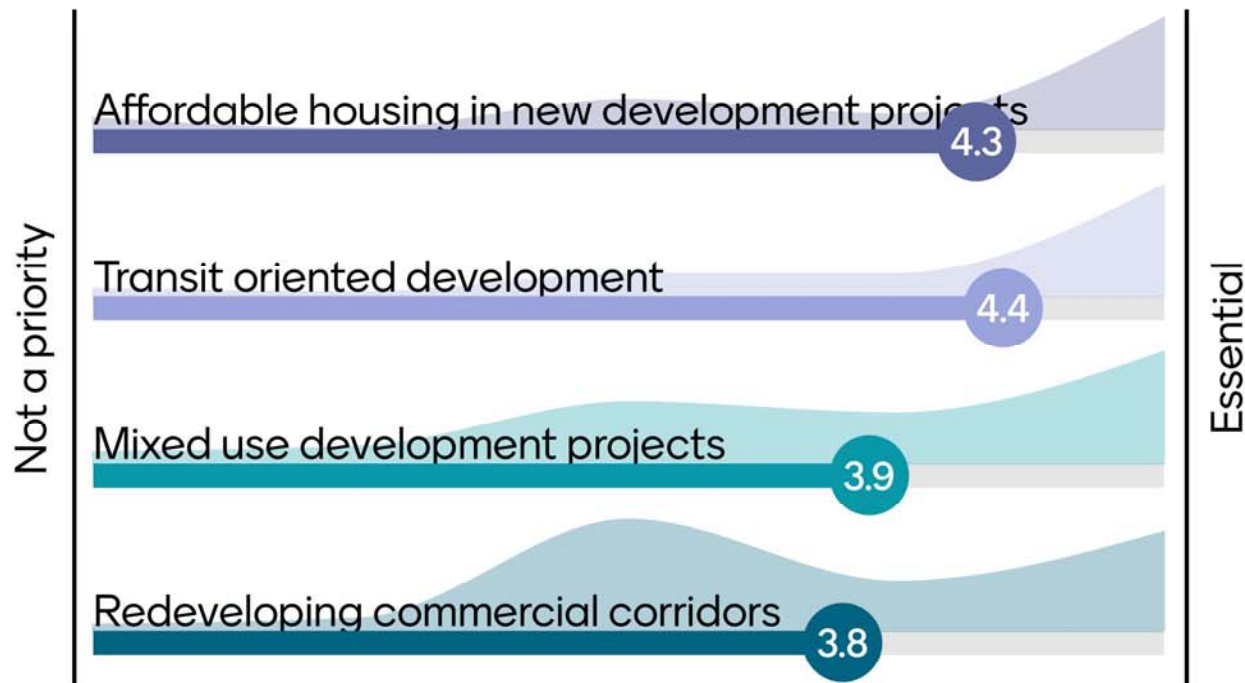 Affordable housing in new development projects
4.3
Transit oriented development
4.4
Mixed use development projects
3.9
Redeveloping commercial corridors
3.8
Not a priority
Essential